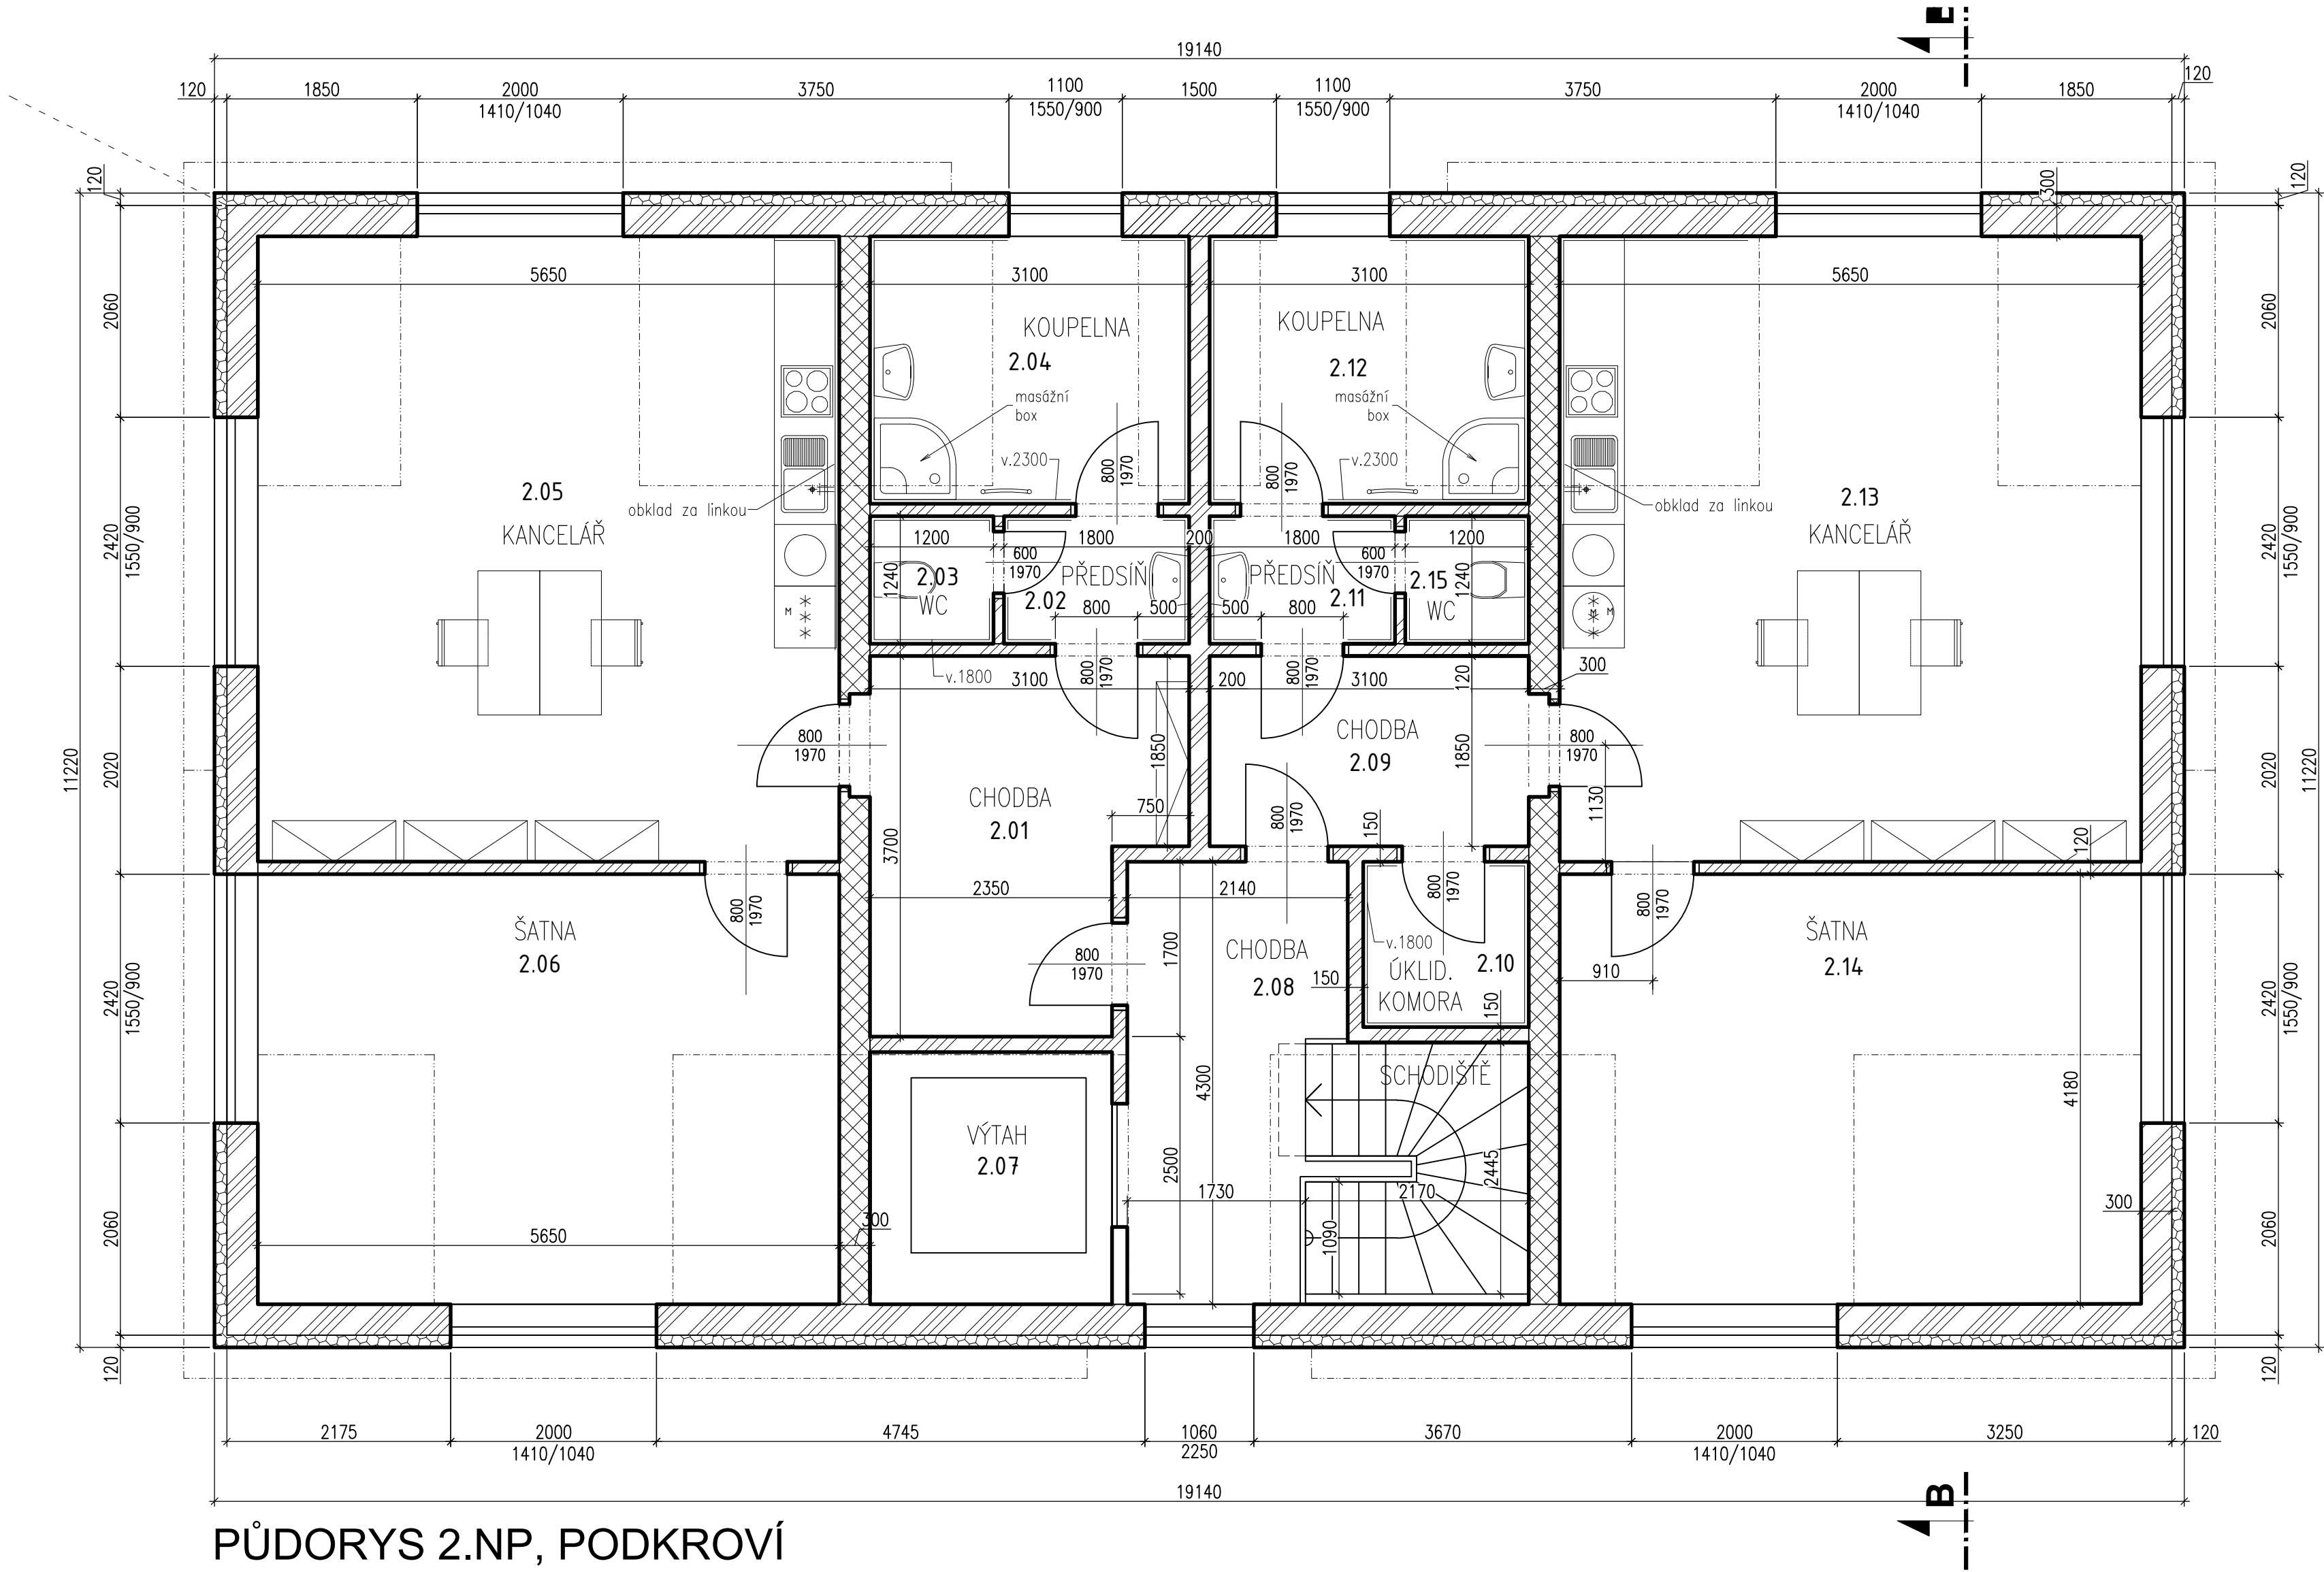 19140
120 1850 2000 3750 1100 1500 1100 3750 2000 1850 120
1410/1040 1550/900 1550/900 1410/1040
120
300
120
5650 3100 3100 5650
2060
2060
KOUPELNA
2.04
KOUPELNA
2.12
masážní
box
masážní
box
v.2300
v.2300
800
1970
800
1970
2.05
KANCELÁŘ
obklad za linkou
obklad za linkou
2.13
KANCELÁŘ
2420
1550/900
2420
1550/900
1200 1800 200 1800 1200
600
1970
600
1970
1240
1240
2.03
WC
PŘEDSÍŇ
2.02
PŘEDSÍŇ
2.11
2.15
WC
800 500 500 800
M
M
M
v.1800
3100
800
1970
200
800
1970
3100
120
300
11220
2020
800
1970
1850
CHODBA
2.09
1850
800
1970
1130
2020
11220
CHODBA
2.01
750
3700
800
1970
150
120
2350 2140
800
1970
800
1970
800
1970
ŠATNA
2.06
1700
CHODBA
2.08
v.1800
2.10
ÚKLID.
KOMORA
150
150
800
1970
910
ŠATNA
2.14
2420
1550/900
2420
1550/900
SCHODIŠTĚ
4300
4180
VÝTAH
2.07
2500
2445
1730 2170
1090
300
300
5650
2060
2060
120
120
2175 2000 4745 1060 3670 2000 3250 120
1410/1040 2250 1410/1040
19140
B
PŮDORYS 2.NP, PODKROVÍ